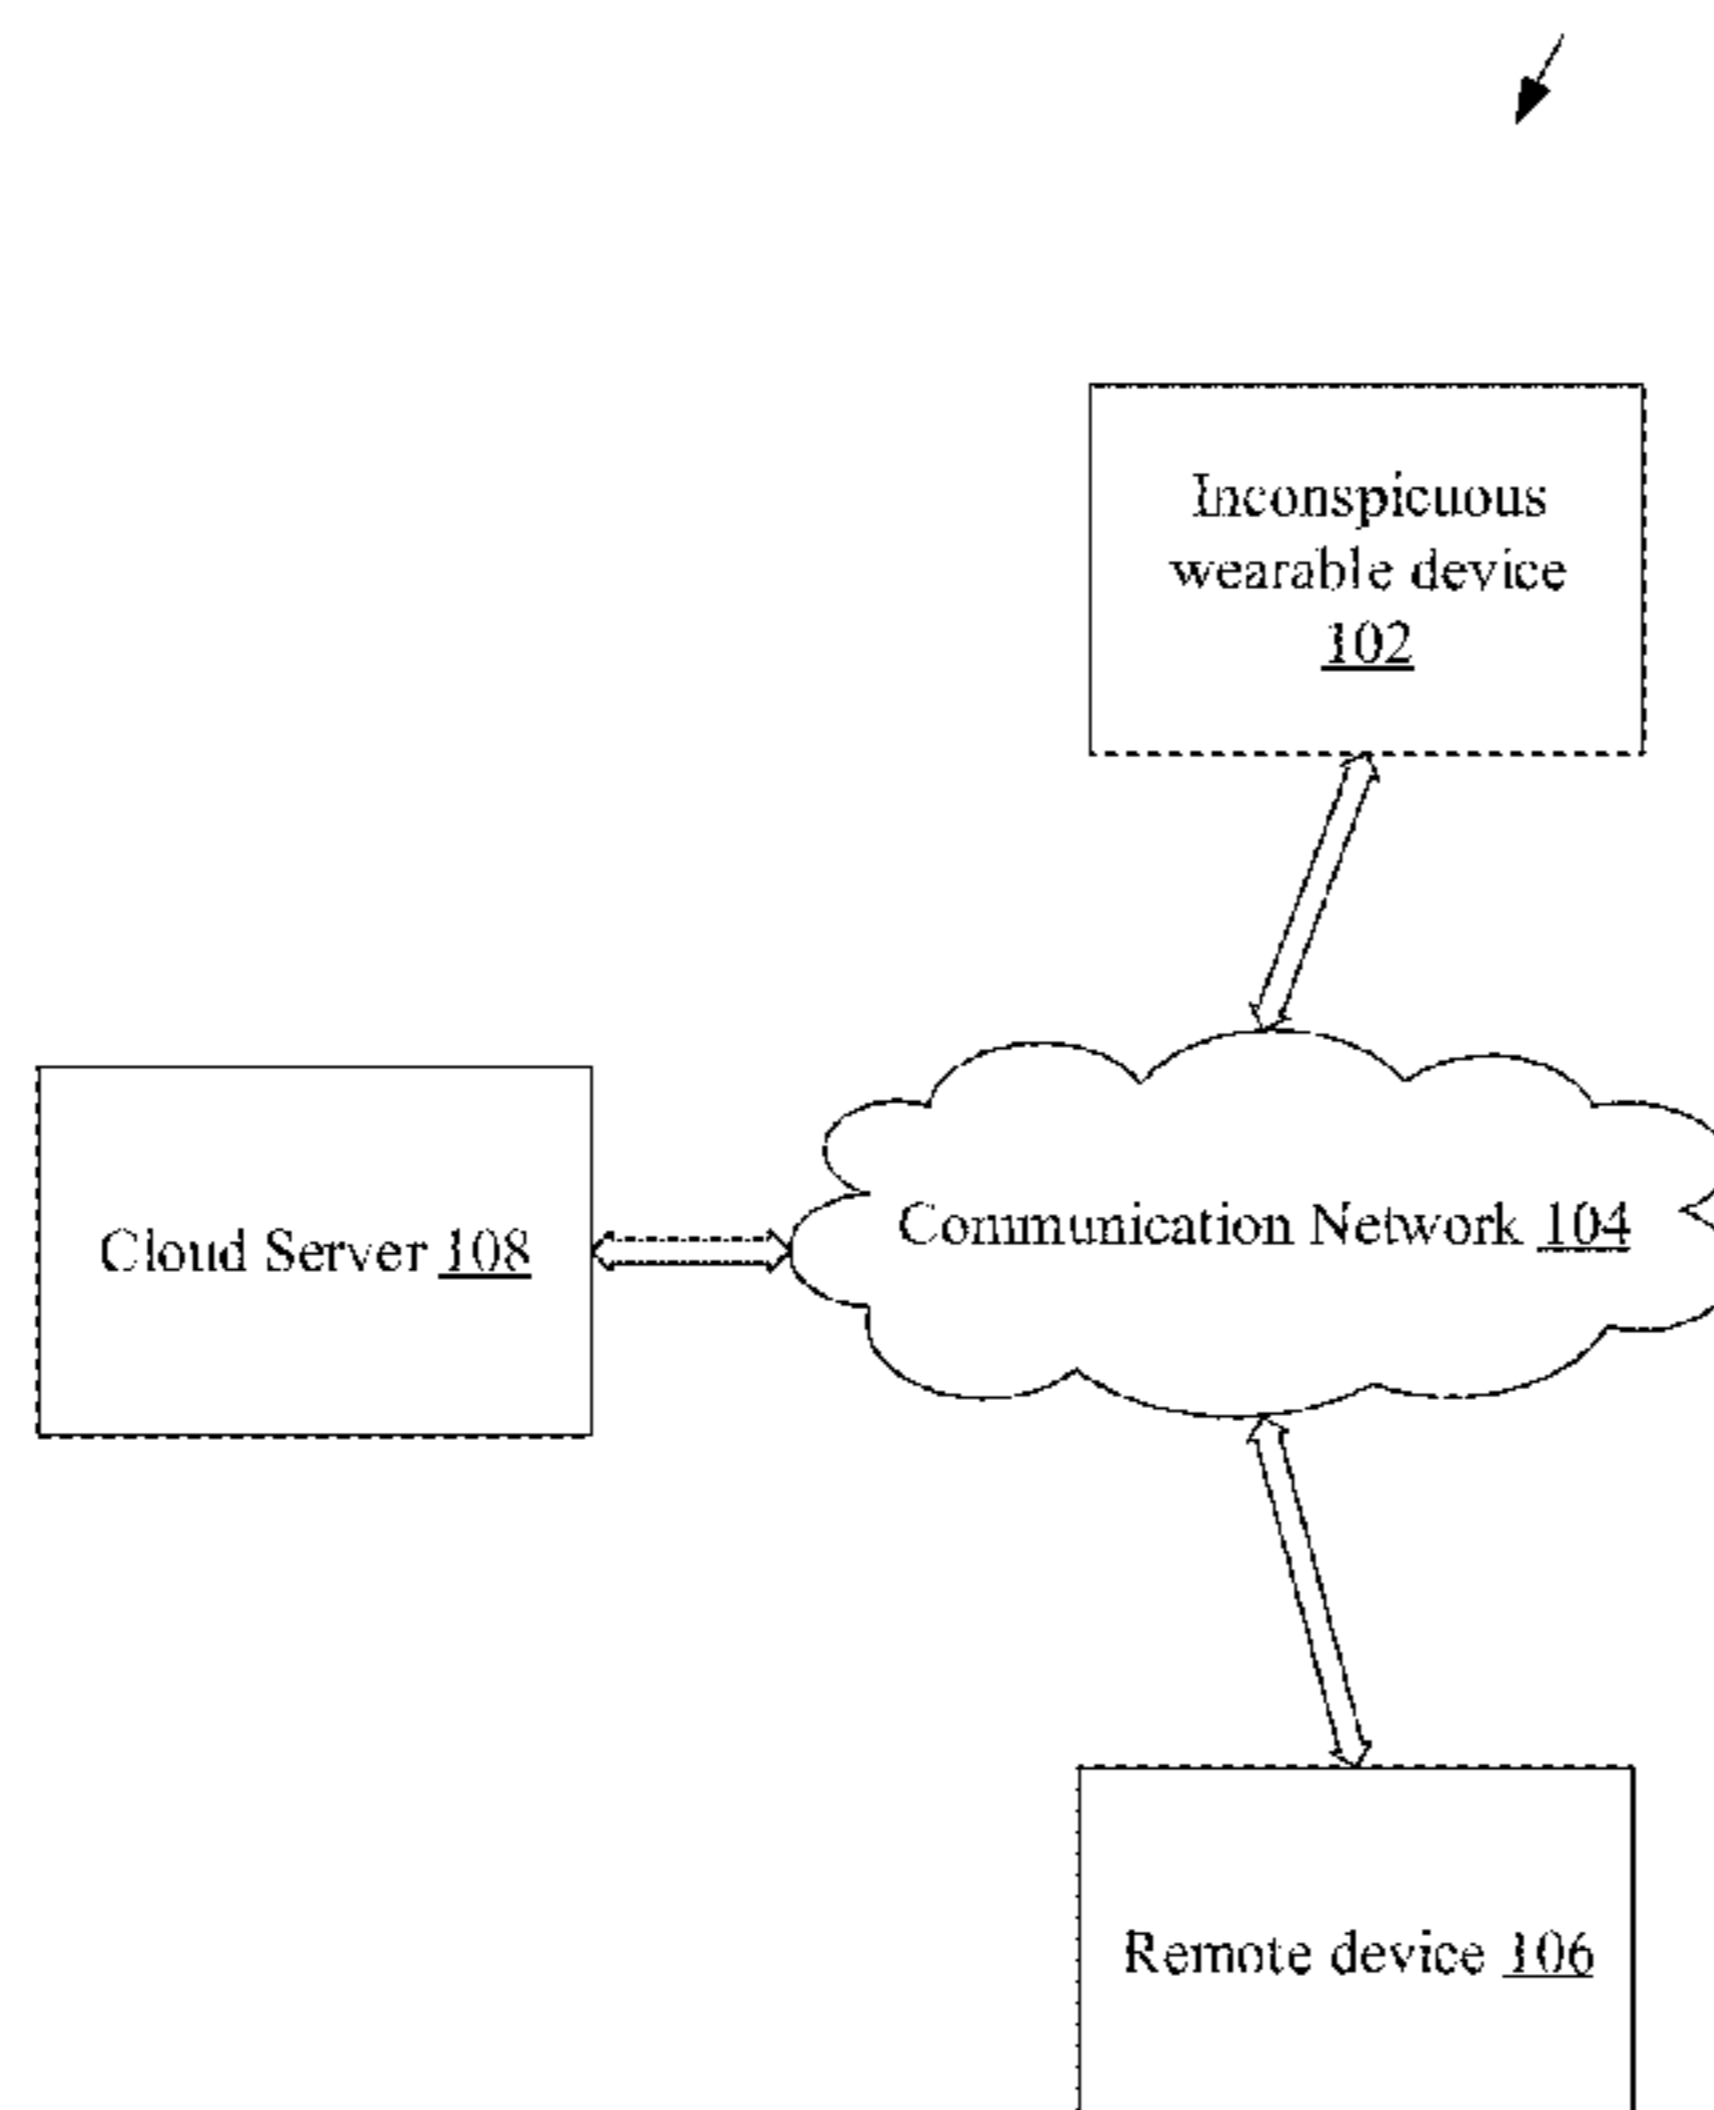 Inconspicuous
wearable device
102
Communication Network 104
Cloud Server 108
Remote device 106